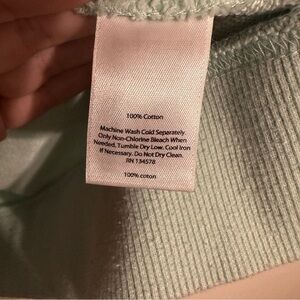 100% Cotton
Machine Wash Cold Separately.
Only Non-Chlorine Bleach When
Needed, Tumble Dry Low. Cool Iron
If Necessary. Do Not Dry Clean.
RN 134578
100% coton